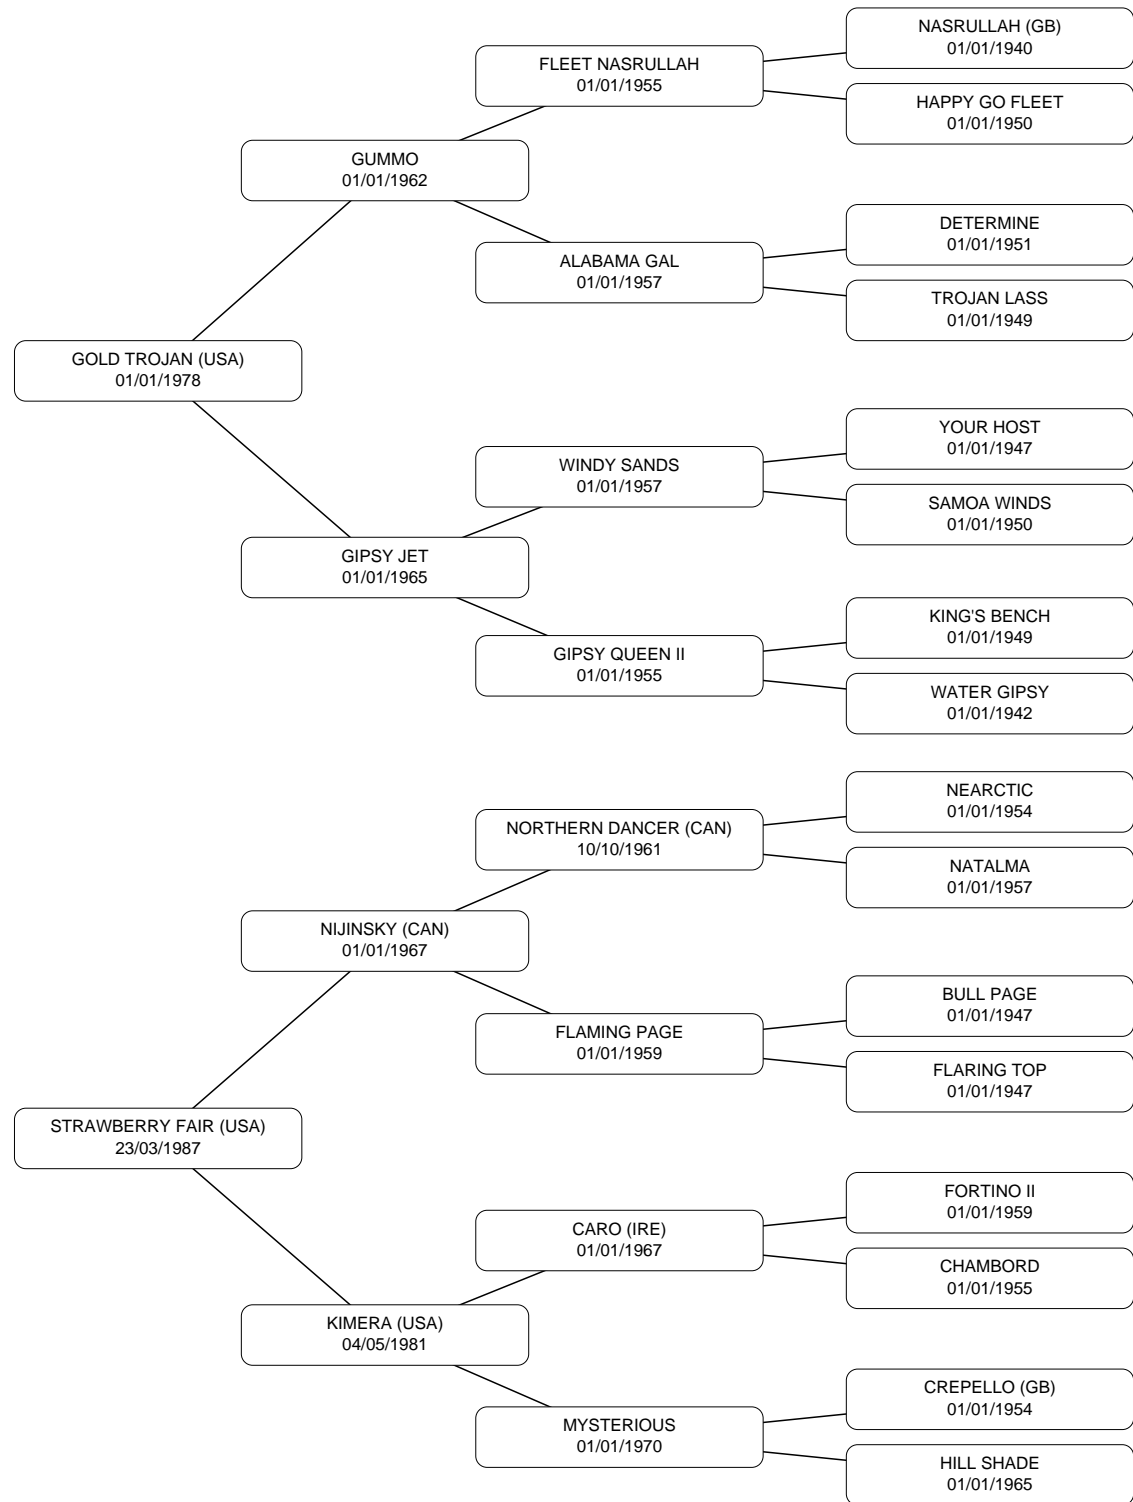 NASRULLAH (GB)
01/01/1940
FLEET NASRULLAH
01/01/1955
HAPPY GO FLEET
01/01/1950
GUMMO
01/01/1962
DETERMINE
01/01/1951
ALABAMA GAL
01/01/1957
TROJAN LASS
01/01/1949
GOLD TROJAN (USA)
01/01/1978
YOUR HOST
01/01/1947
WINDY SANDS
01/01/1957
SAMOA WINDS
01/01/1950
GIPSY JET
01/01/1965
KING'S BENCH
01/01/1949
GIPSY QUEEN II
01/01/1955
WATER GIPSY
01/01/1942
NEARCTIC
01/01/1954
NORTHERN DANCER (CAN)
10/10/1961
NATALMA
01/01/1957
NIJINSKY (CAN)
01/01/1967
BULL PAGE
01/01/1947
FLAMING PAGE
01/01/1959
FLARING TOP
01/01/1947
STRAWBERRY FAIR (USA)
23/03/1987
FORTINO II
01/01/1959
CARO (IRE)
01/01/1967
CHAMBORD
01/01/1955
KIMERA (USA)
04/05/1981
CREPELLO (GB)
01/01/1954
MYSTERIOUS
01/01/1970
HILL SHADE
01/01/1965